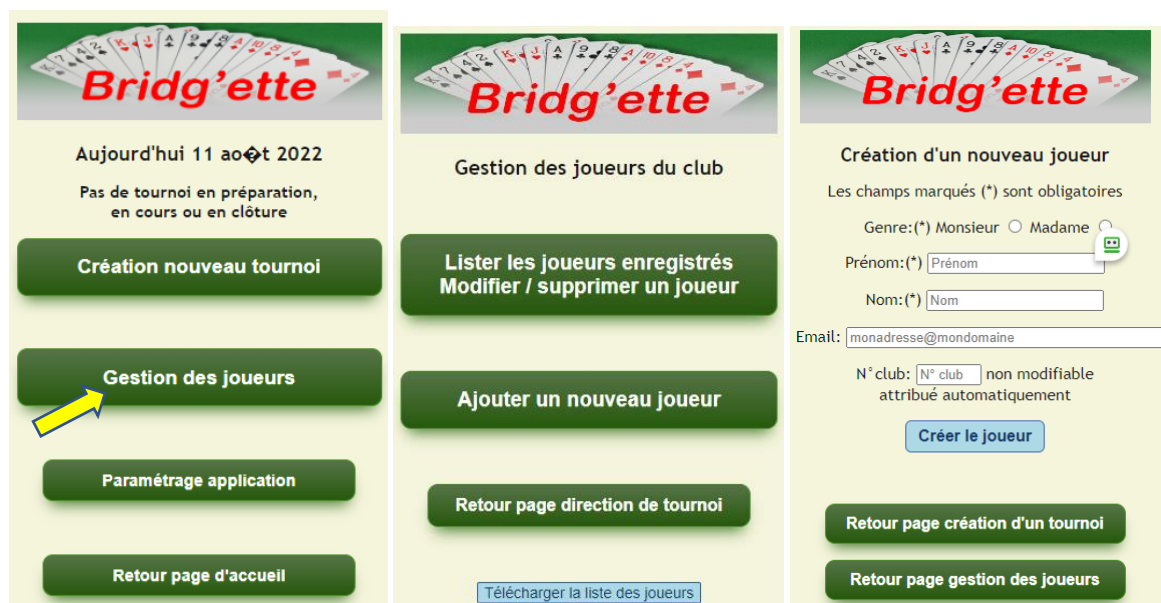 Bridg'ette
Aujourd'hui 11 ao�t 2022
Pas de tournoi en préparation,
en cours ou en clôture
Création nouveau tournoi
Gestion des joueurs
Paramétrage application
Retour page d'accueil
Bridg'ette
Gestion des joueurs du club
Lister les joueurs enregistrés
Modifier / supprimer un joueur
Ajouter un nouveau joueur
Retour page direction de tournoi
Télécharger la liste des joueurs
Bridg'ette
Création d'un nouveau joueur
Les champs marqués (*) sont obligatoires
Genre:(*) Monsieur Madame
Prénom:(*) Prénom
Nom:(*) Nom
Email: monadresse@mondomaine
N°club: N° club non modifiable
attribué automatiquement
Créer le joueur
Retour page création d'un tournoi
Retour page gestion des joueurs